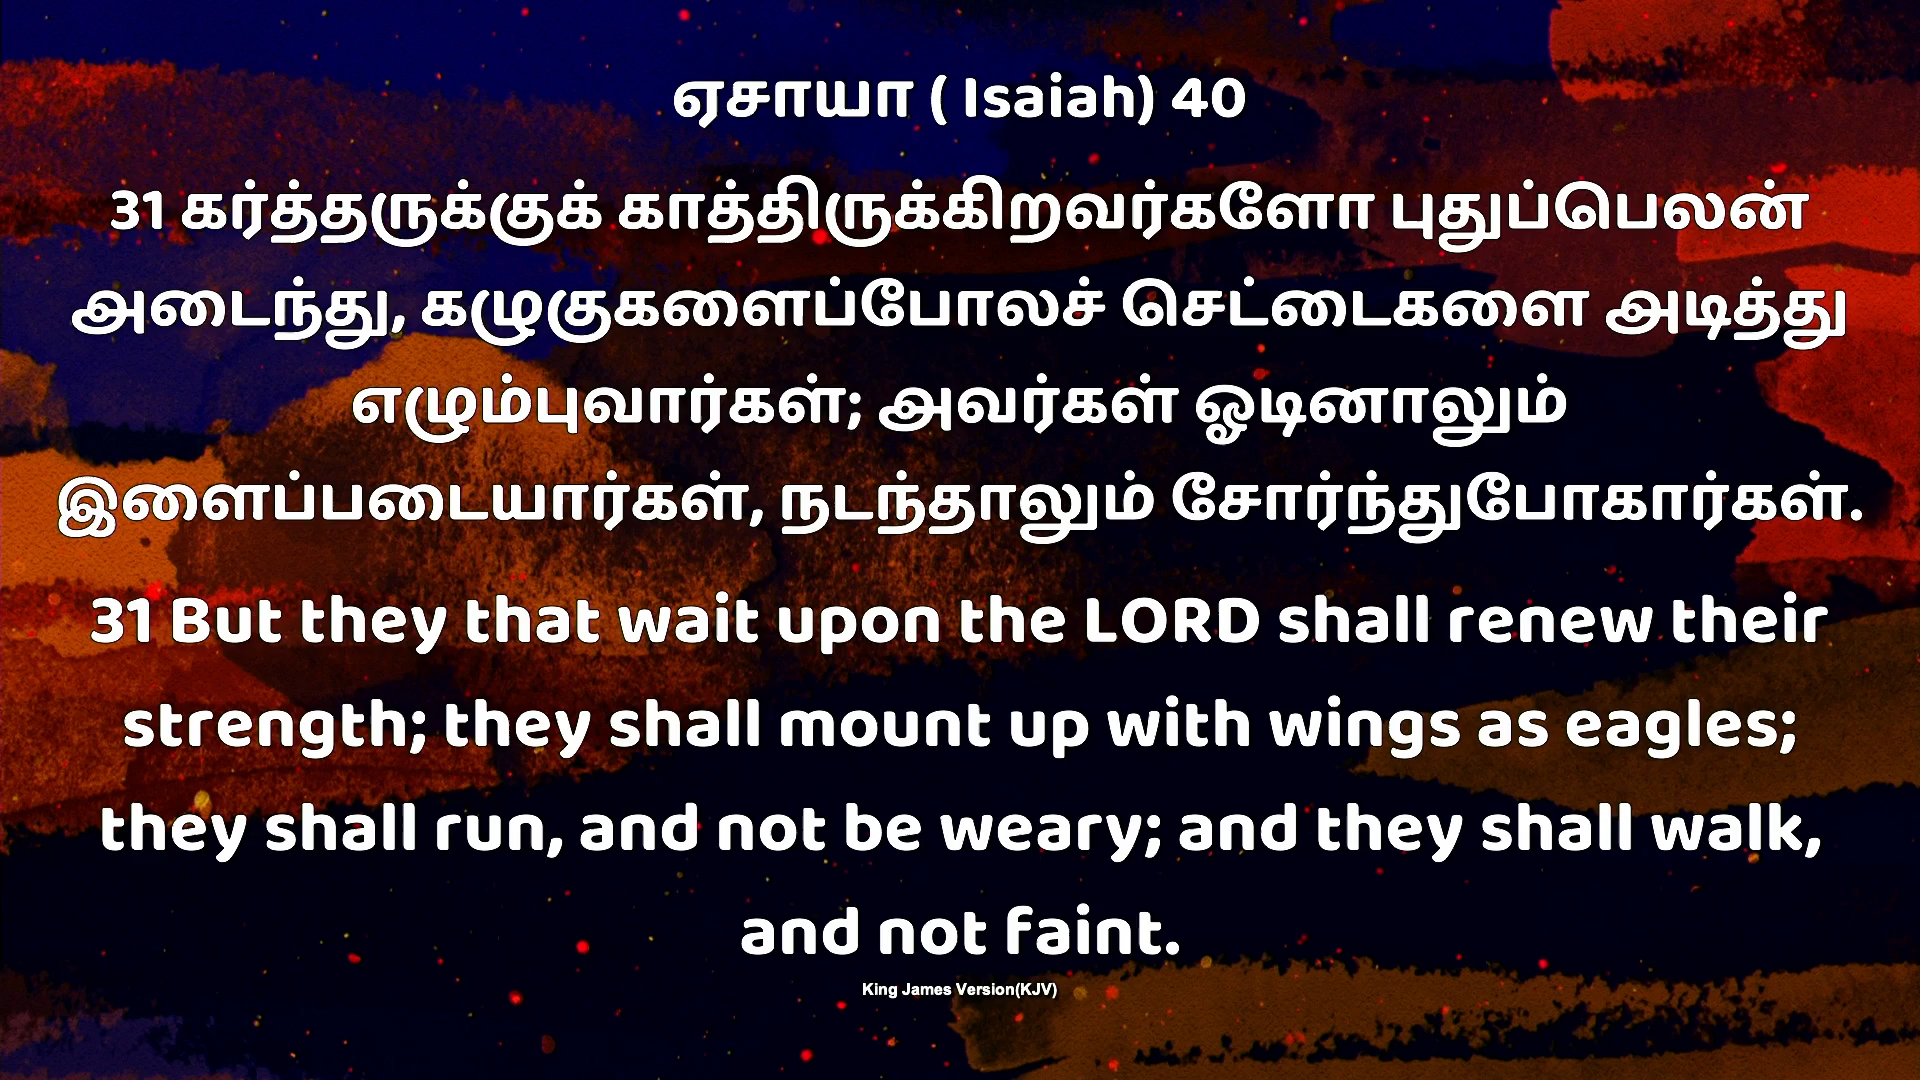 ஏசாயா ( Isaiah) 40
31 கர்த்தருக்குக் காத்திருக்கிறவர்களோ புதுப்பெலன்
அடைந்து, கழுகுகளைப்போலச் செட்டைகளை அடித்து
எழும்புவார்கள்; அவர்கள் ஓடினாலும்
இளைப்படையார்கள், நடந்தாலும் சோர்ந்துபோகார்கள்.
31 But they that wait upon the LORD shall renew their
strength; they shall mount up with wings as eagles;
they shall run, and not be weary; and they shall walk,
and not faint.
King James Version(KJV)